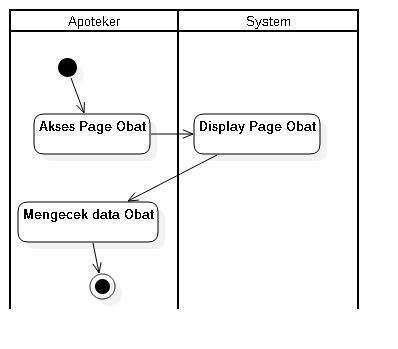 Apoteker
System
Akses Page Obat
Display Page Obat
Mengecek data Obat